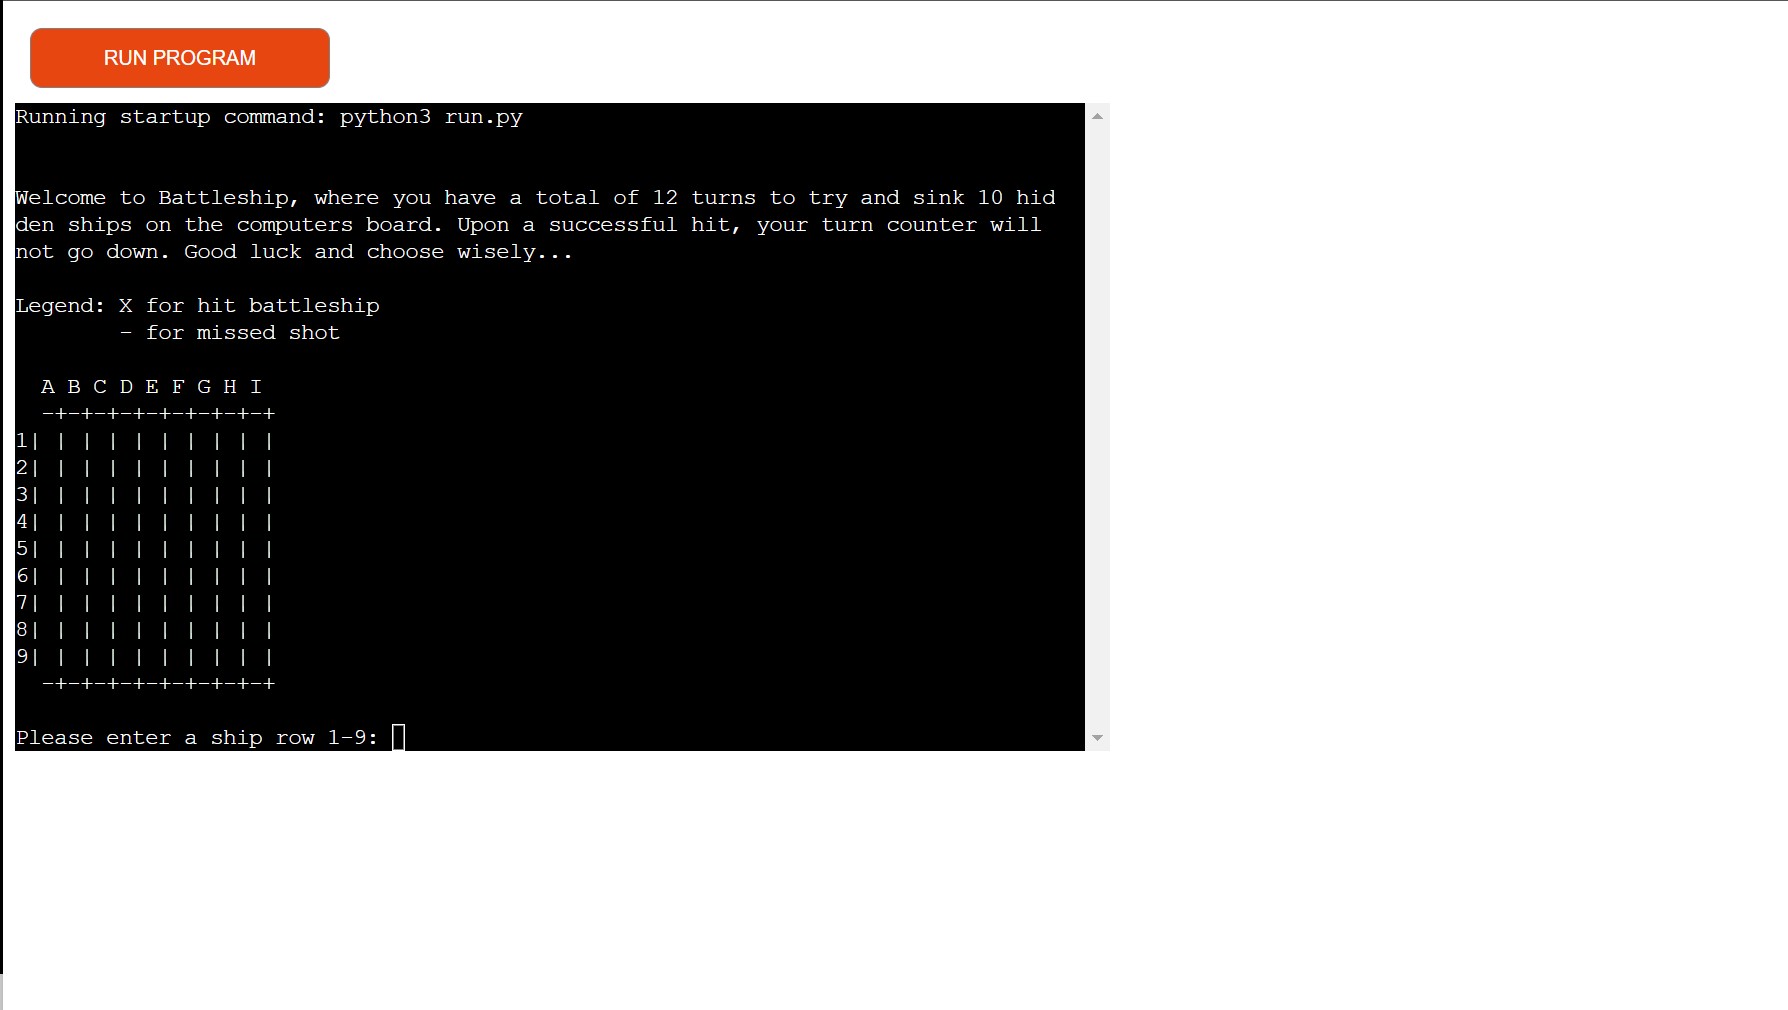 RUN PROGRAM
Running startup command: python3 run.py
Welcome to Battleship, where you have a total of 12 turns to try and sink 10 hid
den ships on the computers board. Upon a successful hit, your turn counter will
not go down. Good luck and choose wisely...
Legend: X for hit battleship
        - for missed shot
  A B C D E F G H I
  -+-+-+-+-+-+-+-+-+
1| | | | | | | | | |
2| | | | | | | | | |
3| | | | | | | | | |
4| | | | | | | | | |
5| | | | | | | | | |
6| | | | | | | | | |
7| | | | | | | | | |
8| | | | | | | | | |
9| | | | | | | | | |
  -+-+-+-+-+-+-+-+-+
Please enter a ship row 1-9: